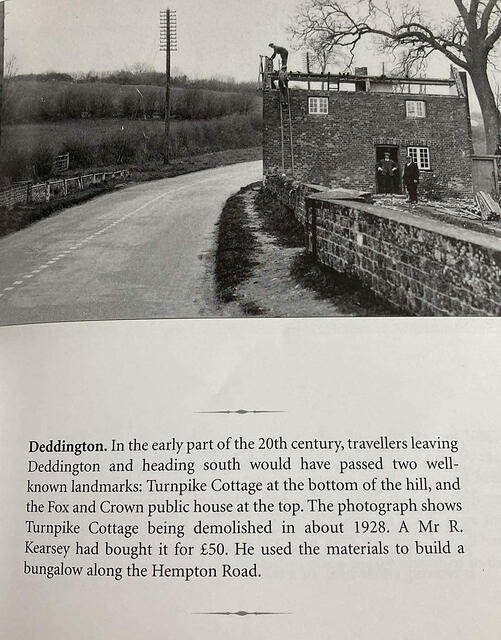 Deddington. In the early part of the 20th century, travellers leaving
Deddington and heading south would have passed two well-
known landmarks: Turnpike Cottage at the bottom of the hill, and
the Fox and Crown public house at the top. The photograph shows
Turnpike Cottage being demolished in about 1928. A Mr R.
Kearsey had bought it for £50. He used the materials to build a
bungalow along the Hempton Road.